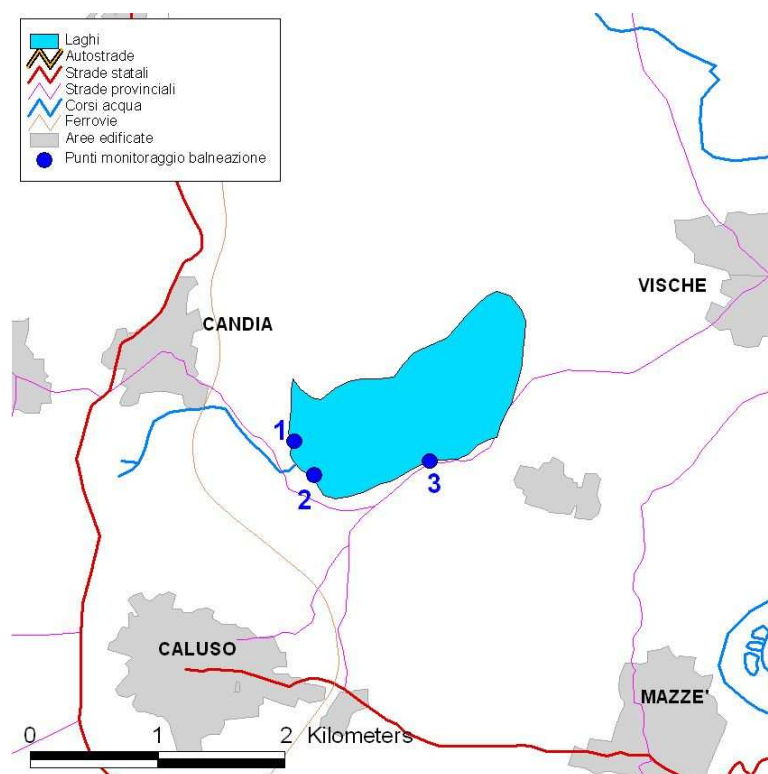 Laghi
Autostrade
Strade statali
Strade provinciali
Corsi acqua
Ferrovie
Aree edificate
Punti monitoraggio balneazione
VISCHE
CANDIA
1
2
3
CALUSO
MAZZE'
0 1 2 Kilometers